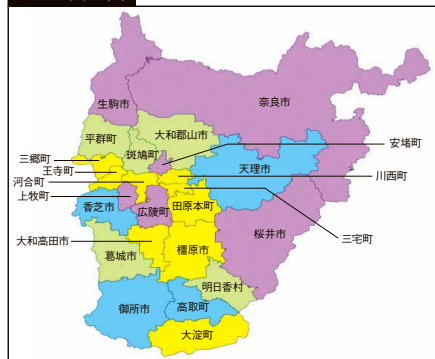 生駒市
奈良市
平群町
大和郡山市
安堵町
三郷町
斑鳩町
王寺町
天理市
河合町
川西町
上牧町
香芝市
広陵町
田原本町
三宅町
大和高田市
桜井市
橿原市
葛城市
明日香村
御所市
高取町
大淀町